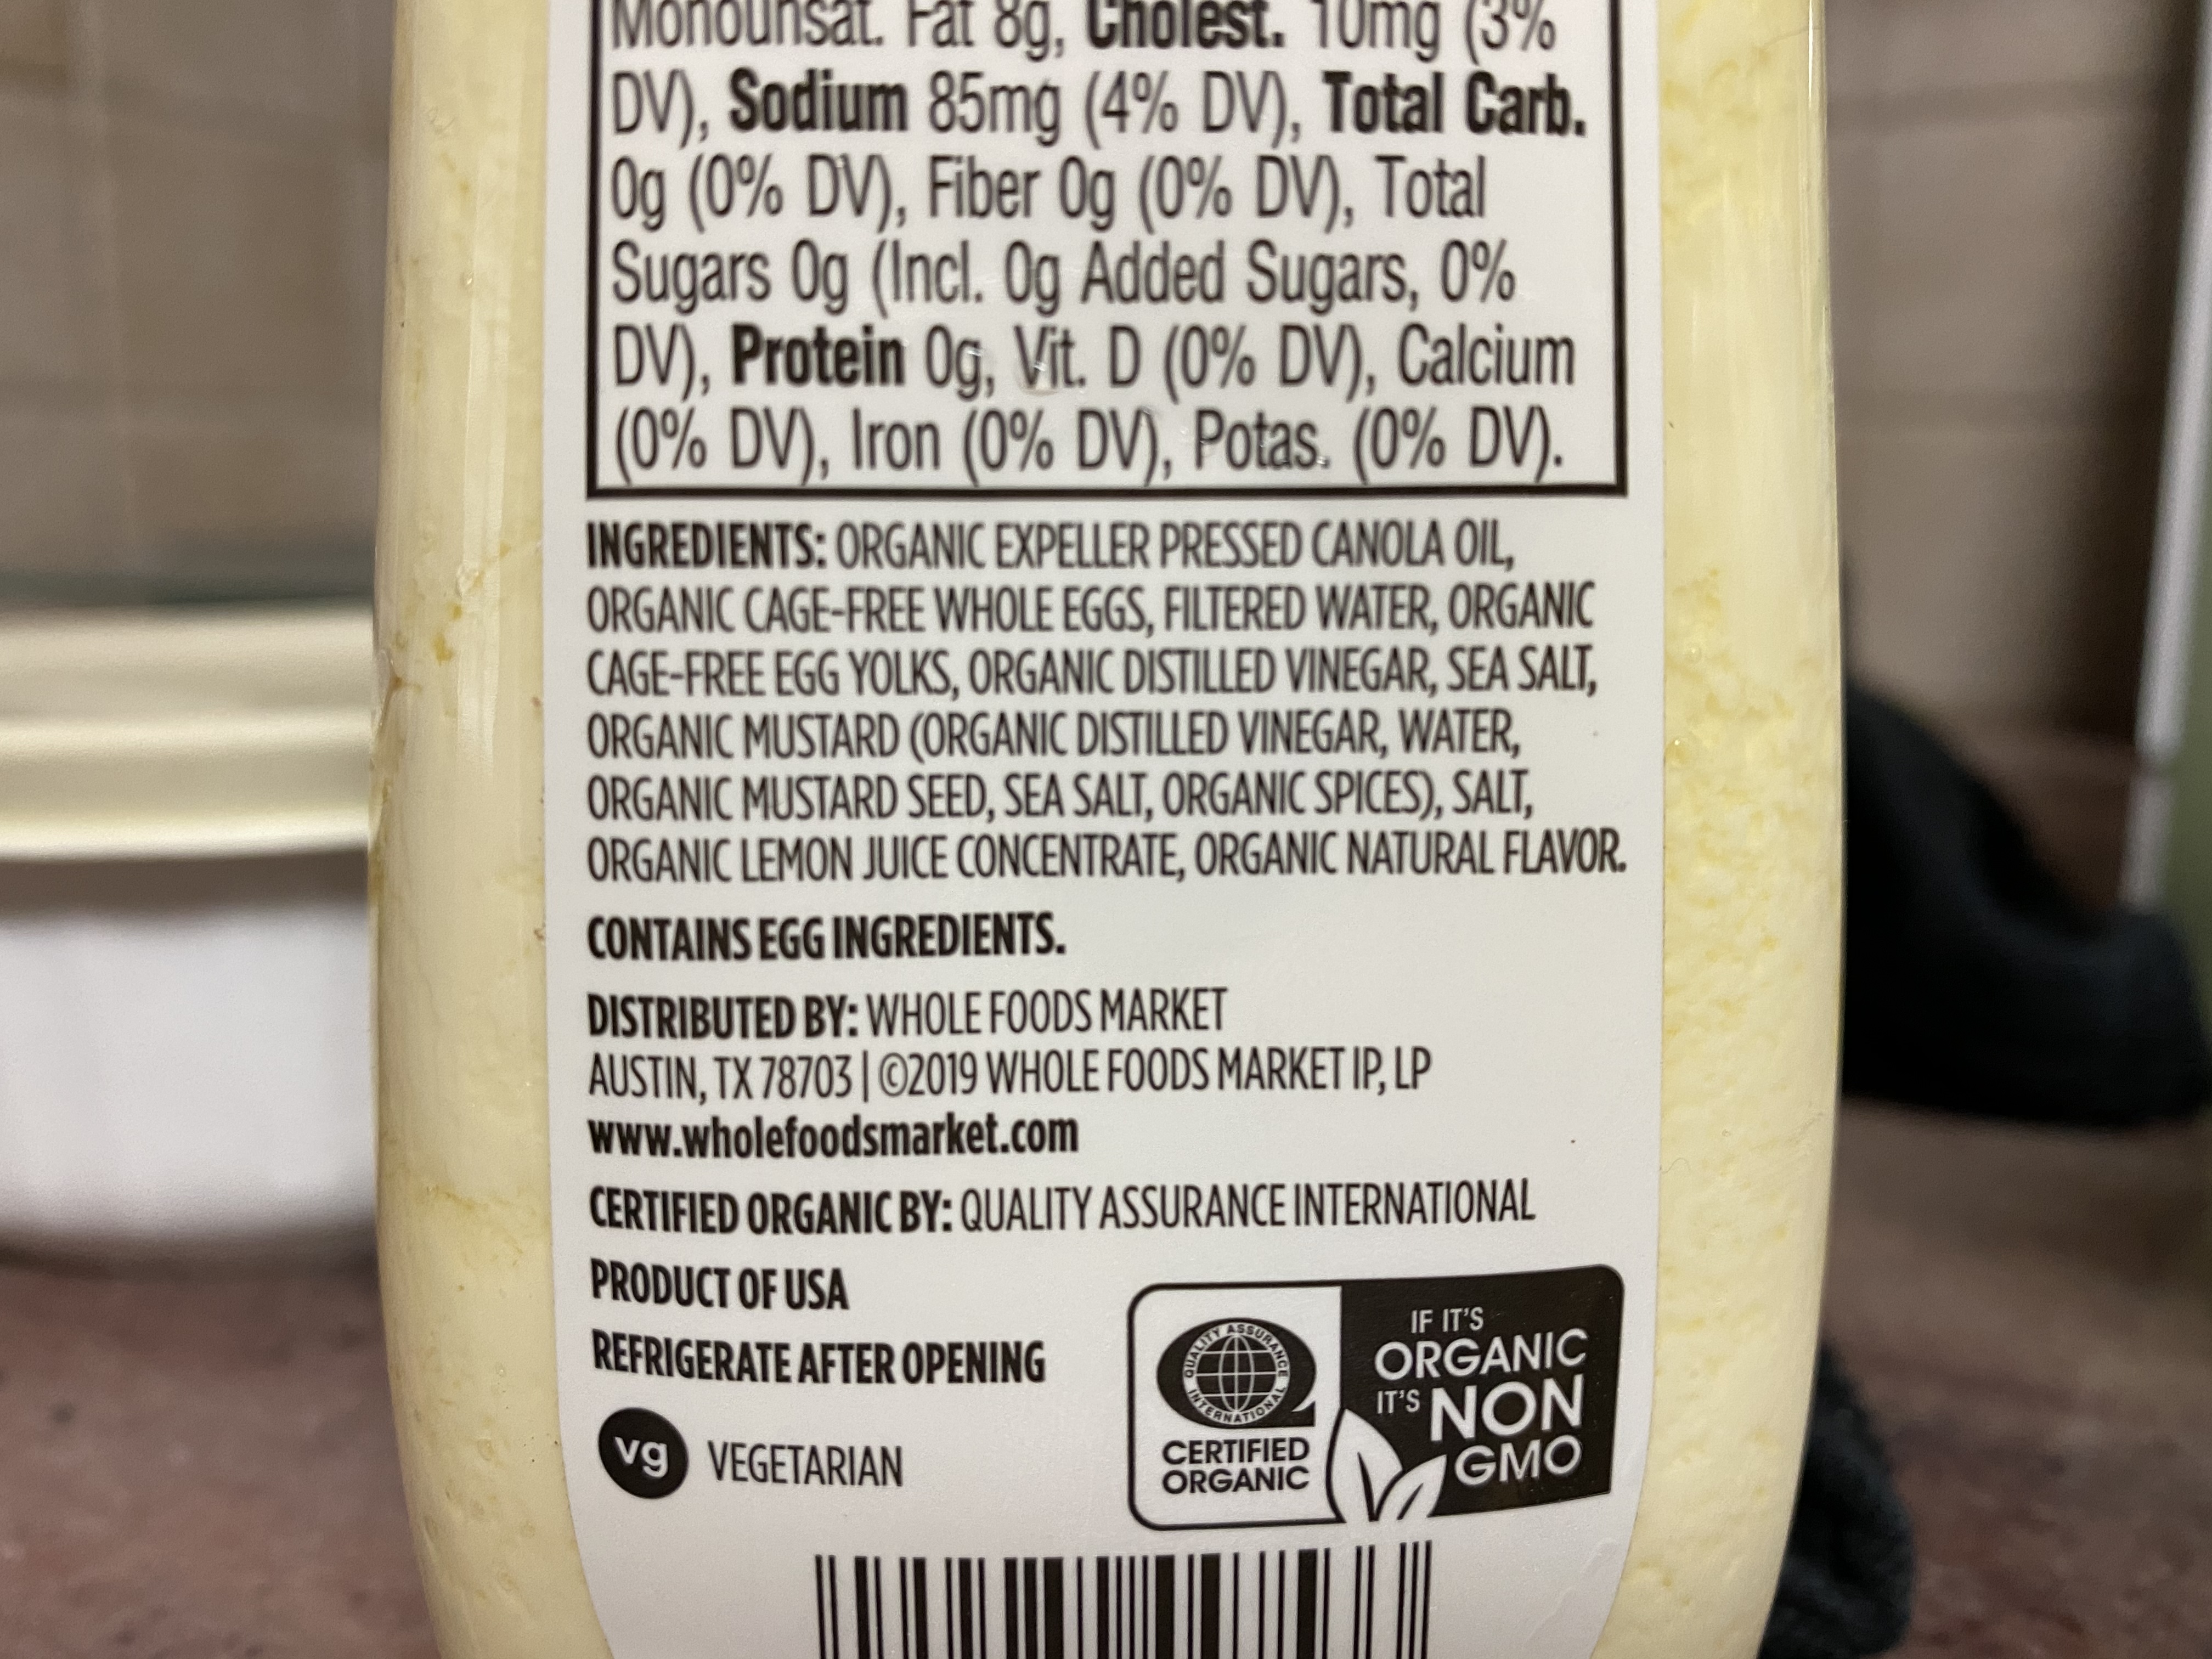 Monounsat. Fat 8g, Cholest. 10mg (3%
DV), Sodium 85mg (4% DV), Total Carb.
0g (0% DV), Fiber 0g (0% DV), Total
Sugars 0g (Incl. 0g Added Sugars, 0%
DV), Protein 0g, Vit. D (0% DV), Calcium
(0% DV), Iron (0% DV), Potas. (0% DV).
INGREDIENTS: ORGANIC EXPELLER PRESSED CANOLA OIL,
ORGANIC CAGE-FREE WHOLE EGGS, FILTERED WATER, ORGANIC
CAGE-FREE EGG YOLKS, ORGANIC DISTILLED VINEGAR, SEA SALT,
ORGANIC MUSTARD (ORGANIC DISTILLED VINEGAR, WATER,
ORGANIC MUSTARD SEED, SEA SALT, ORGANIC SPICES), SALT,
ORGANIC LEMON JUICE CONCENTRATE, ORGANIC NATURAL FLAVOR.
CONTAINS EGG INGREDIENTS.
DISTRIBUTED BY: WHOLE FOODS MARKET
AUSTIN, TX 78703 | ©2019 WHOLE FOODS MARKET IP, LP
www.wholefoodsmarket.com
CERTIFIED ORGANIC BY: QUALITY ASSURANCE INTERNATIONAL
PRODUCT OF USA
REFRIGERATE AFTER OPENING
vg VEGETARIAN
QUALITY ASSURANCE
INTERNATIONAL
CERTIFIED
ORGANIC
IF IT'S
ORGANIC
IT'S NON
GMO